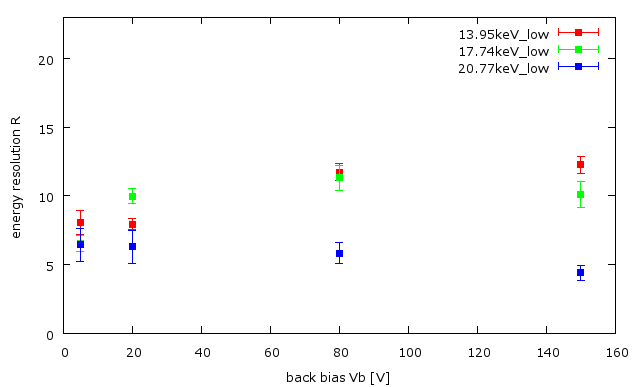 13.95keV_low
17.74keV_low
20.77keV_low
energy resolution R
20
15
10
5
0
0 20 40 60 80 100 120 140 160
back bias Vb [V]